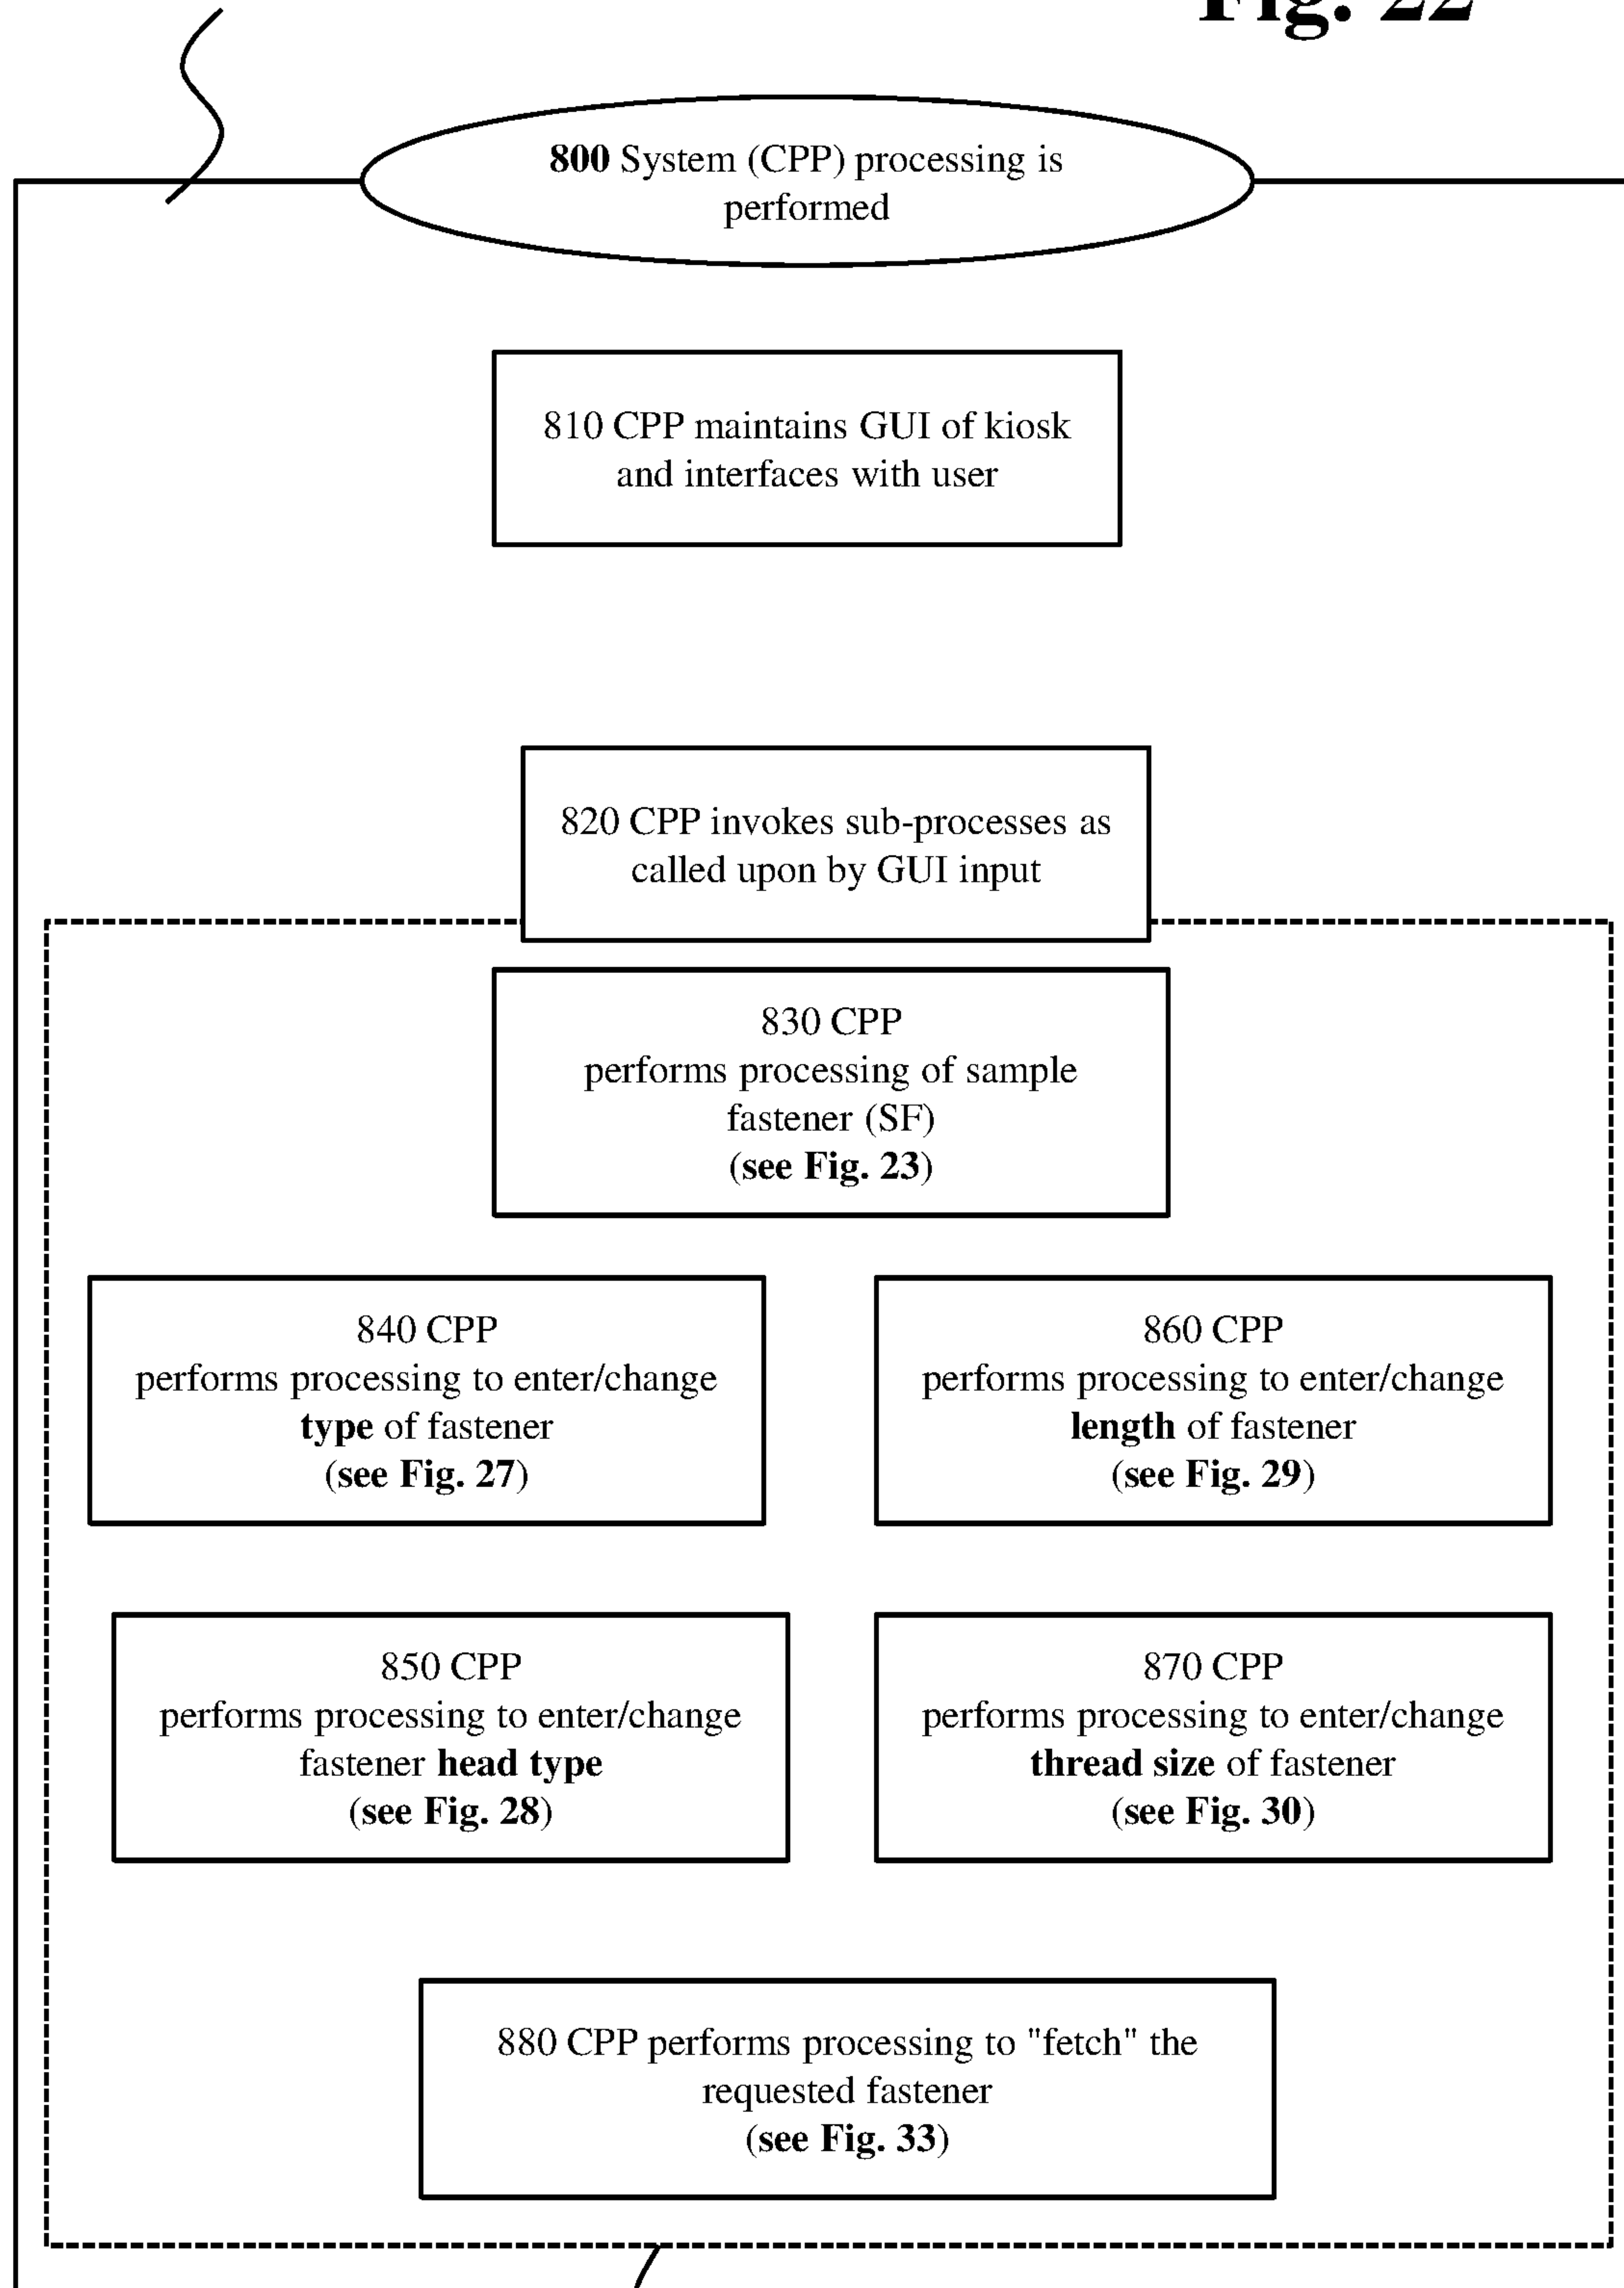 Fig. 22
800 System (CPP) processing is
performed
810 CPP maintains GUI of kiosk
and interfaces with user
820 CPP invokes sub-processes as
called upon by GUI input
830 CPP
performs processing of sample
fastener (SF)
(see Fig. 23)
840 CPP
performs processing to enter/change
type of fastener
(see Fig. 27)
860 CPP
performs processing to enter/change
length of fastener
(see Fig. 29)
850 CPP
performs processing to enter/change
fastener head type
(see Fig. 28)
870 CPP
performs processing to enter/change
thread size of fastener
(see Fig. 30)
880 CPP performs processing to "fetch" the
requested fastener
(see Fig. 33)